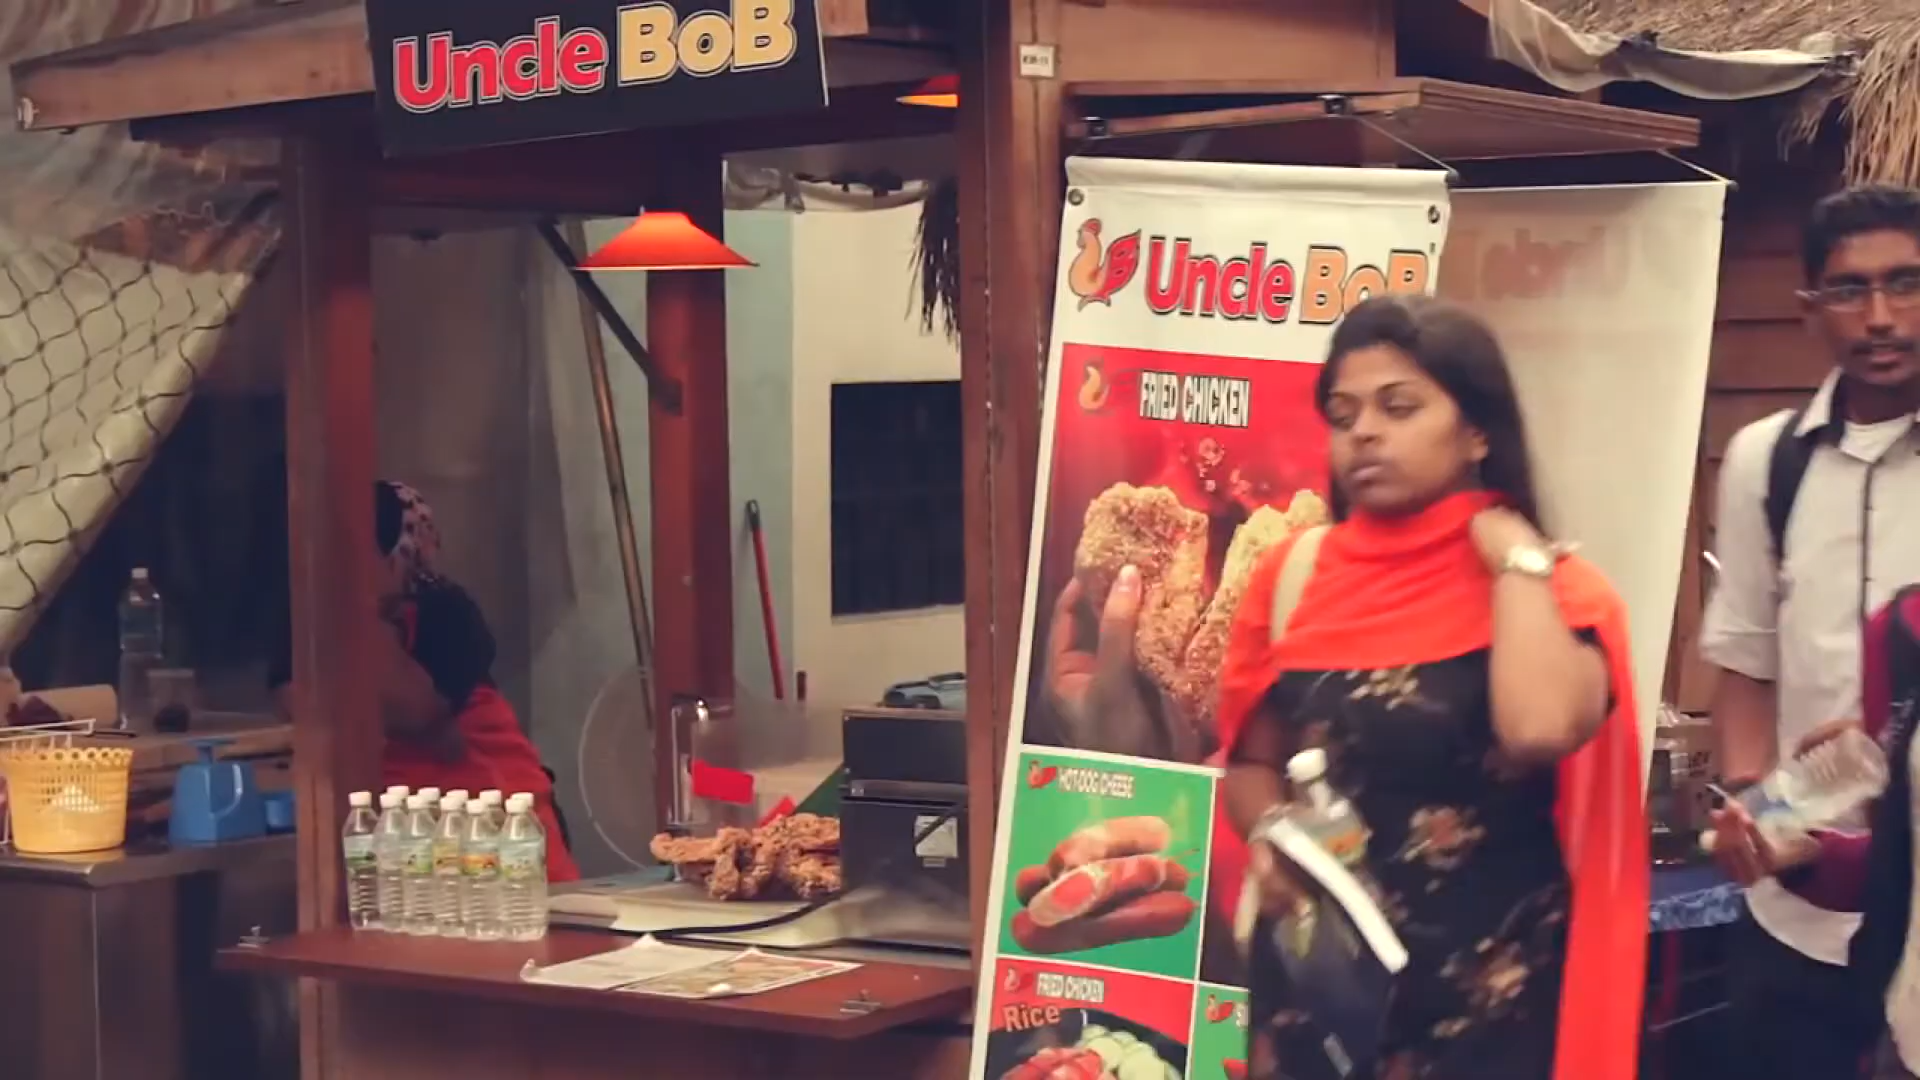 Uncle BoB
Uncle BoB
FRIED CHICKEN
HOT-DOG CHEESE
FRIED CHICKEN
Rice